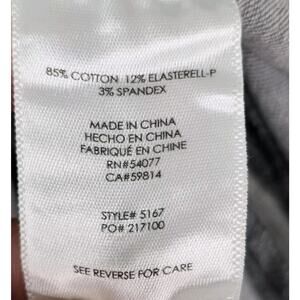 85% COTTON 12% ELASTERELL-P
3% SPANDEX
MADE IN CHINA
HECHO EN CHINA
FABRIQUÉ EN CHINE
RN#54077
CA#59814
STYLE# 5167
PO# 217100
SEE REVERSE FOR CARE